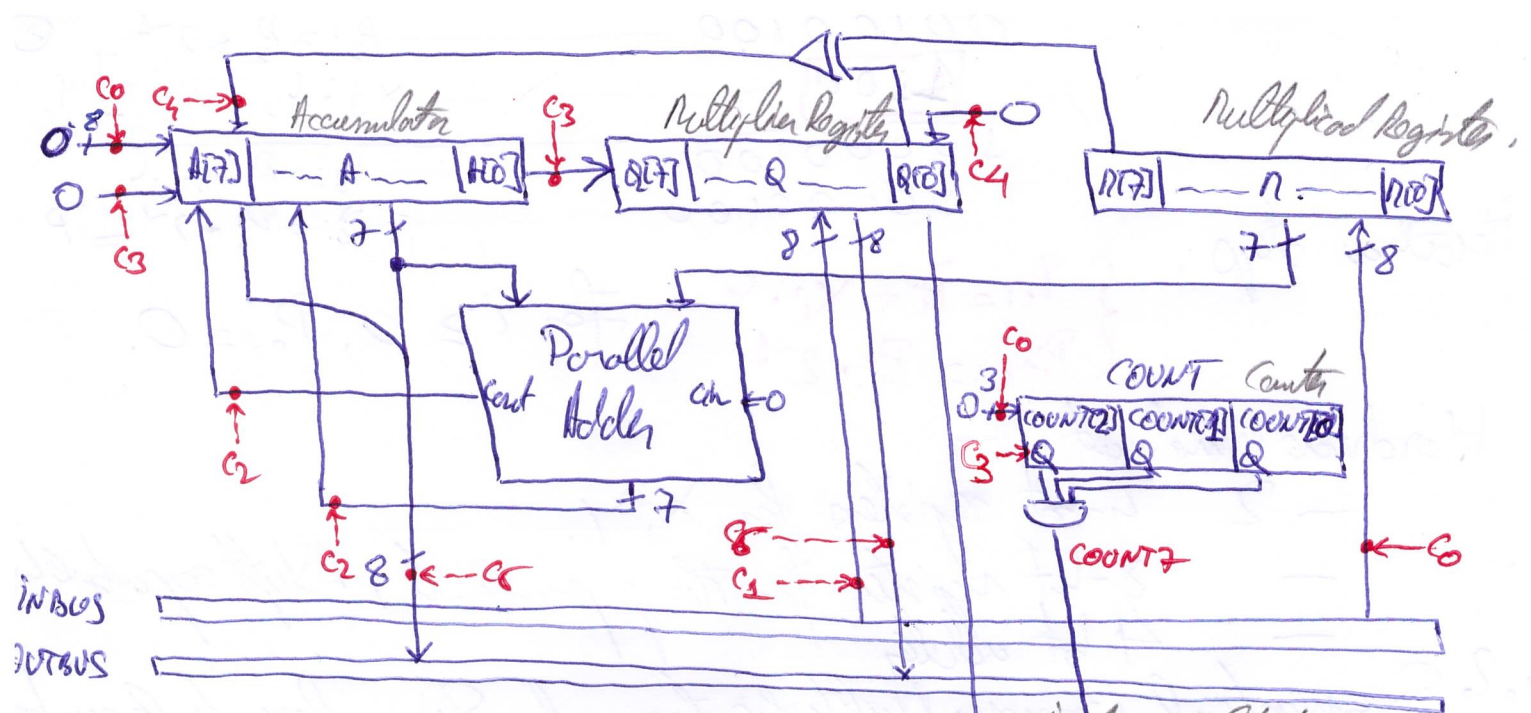 C0
C4
Accumulator
C3
Multiplier Register
0
C4
Multiplicand Register.
0
8
A[7] --- A --- A[0]
Q[7] --- Q --- Q[0]
M[7] --- M. --- M[0]
0
C3
7
8
8
7
8
Parallel
Adder
Cout
Cin
0
C0
3
COUNT Counter
0
COUNT[2] COUNT[1] COUNT[0]
C3
Q Q Q
C2
7
C2
8
C5
C1
COUNT7
C0
INBUS
OUTBUS